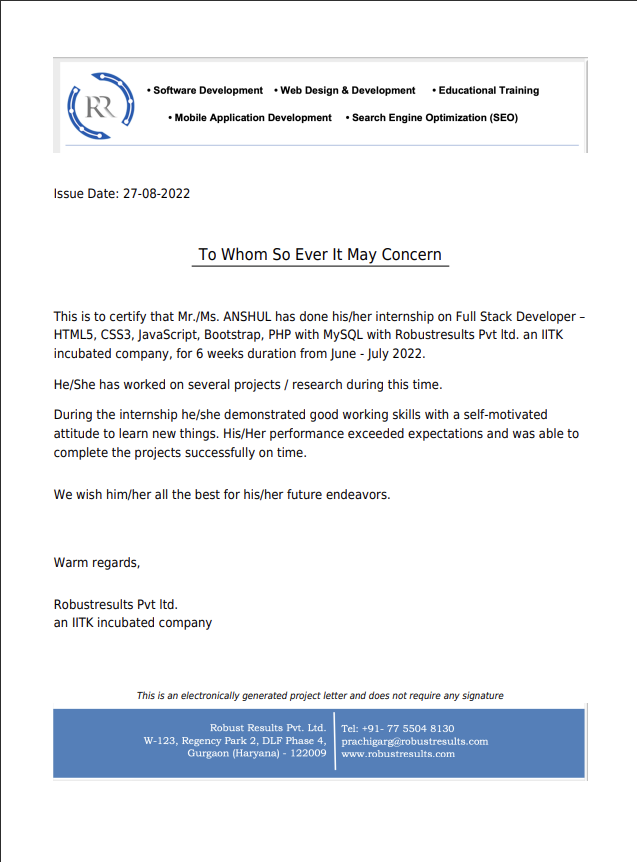 RR
• Software Development • Web Design & Development • Educational Training
• Mobile Application Development • Search Engine Optimization (SEO)
Issue Date: 27-08-2022
To Whom So Ever It May Concern
This is to certify that Mr./Ms. ANSHUL has done his/her internship on Full Stack Developer –
HTML5, CSS3, JavaScript, Bootstrap, PHP with MySQL with Robustresults Pvt ltd. an IITK
incubated company, for 6 weeks duration from June - July 2022.
He/She has worked on several projects / research during this time.
During the internship he/she demonstrated good working skills with a self-motivated
attitude to learn new things. His/Her performance exceeded expectations and was able to
complete the projects successfully on time.
We wish him/her all the best for his/her future endeavors.
Warm regards,
Robustresults Pvt ltd.
an IITK incubated company
This is an electronically generated project letter and does not require any signature
Robust Results Pvt. Ltd.
W-123, Regency Park 2, DLF Phase 4,
Gurgaon (Haryana) - 122009
Tel: +91- 77 5504 8130
prachigarg@robustresults.com
www.robustresults.com